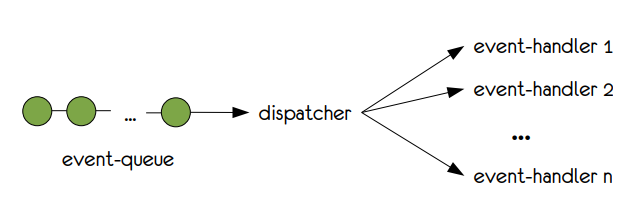 event-handler 1
event-handler 2
...
dispatcher
...
event-queue
event-handler n